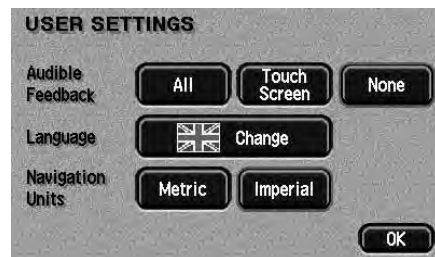 USER SETTINGS
Audible
Feedback
All
Touch
Screen
None
Language
Change
Navigation
Units
Metric
Imperial
OK